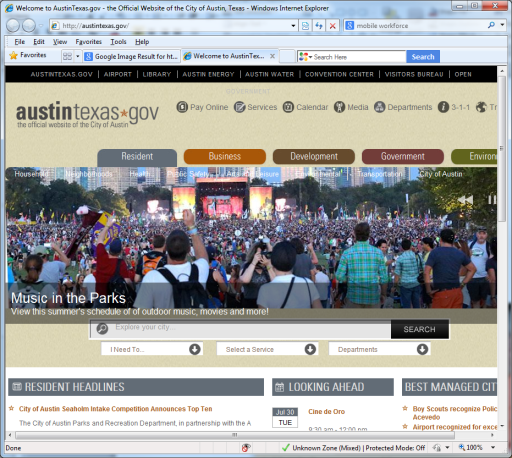 Welcome to AustinTexas.gov - the Official Website of the City of Austin, Texas - Windows Internet Explorer
http://austintexas.gov/
mobile workforce
File Edit View Favorites Tools Help
Favorites
Google Image Result for ht...
Welcome to AustinTex...
Search Here
Search
AUSTINTEXAS.GOV | AIRPORT | LIBRARY | AUSTIN ENERGY | AUSTIN WATER | CONVENTION CENTER | VISITORS BUREAU | OPEN
austintexas.gov
the official website of the City of Austin
Pay Online Services Calendar Media Departments 3-1-1 Tr
Resident Business Development Government Environ
Household Neighborhoods Health Public Safety Arts and Leisure Environmental Transportation City of Austin
Music in the Parks
View this summer's schedule of of outdoor music, movies and more!
Explore your city...
SEARCH
I Need To... Select a Service Departments
RESIDENT HEADLINES
City of Austin Seaholm Intake Competition Announces Top Ten
The City of Austin Parks and Recreation Department, in partnership with the A
LOOKING AHEAD
Jul 30
TUE
Cine de Oro
8:30 am - 12:00 pm
BEST MANAGED CIT
Boy Scouts recognize Polic
Acevedo
Airport recognized for exce
Done
Unknown Zone (Mixed) | Protected Mode: Off
100%